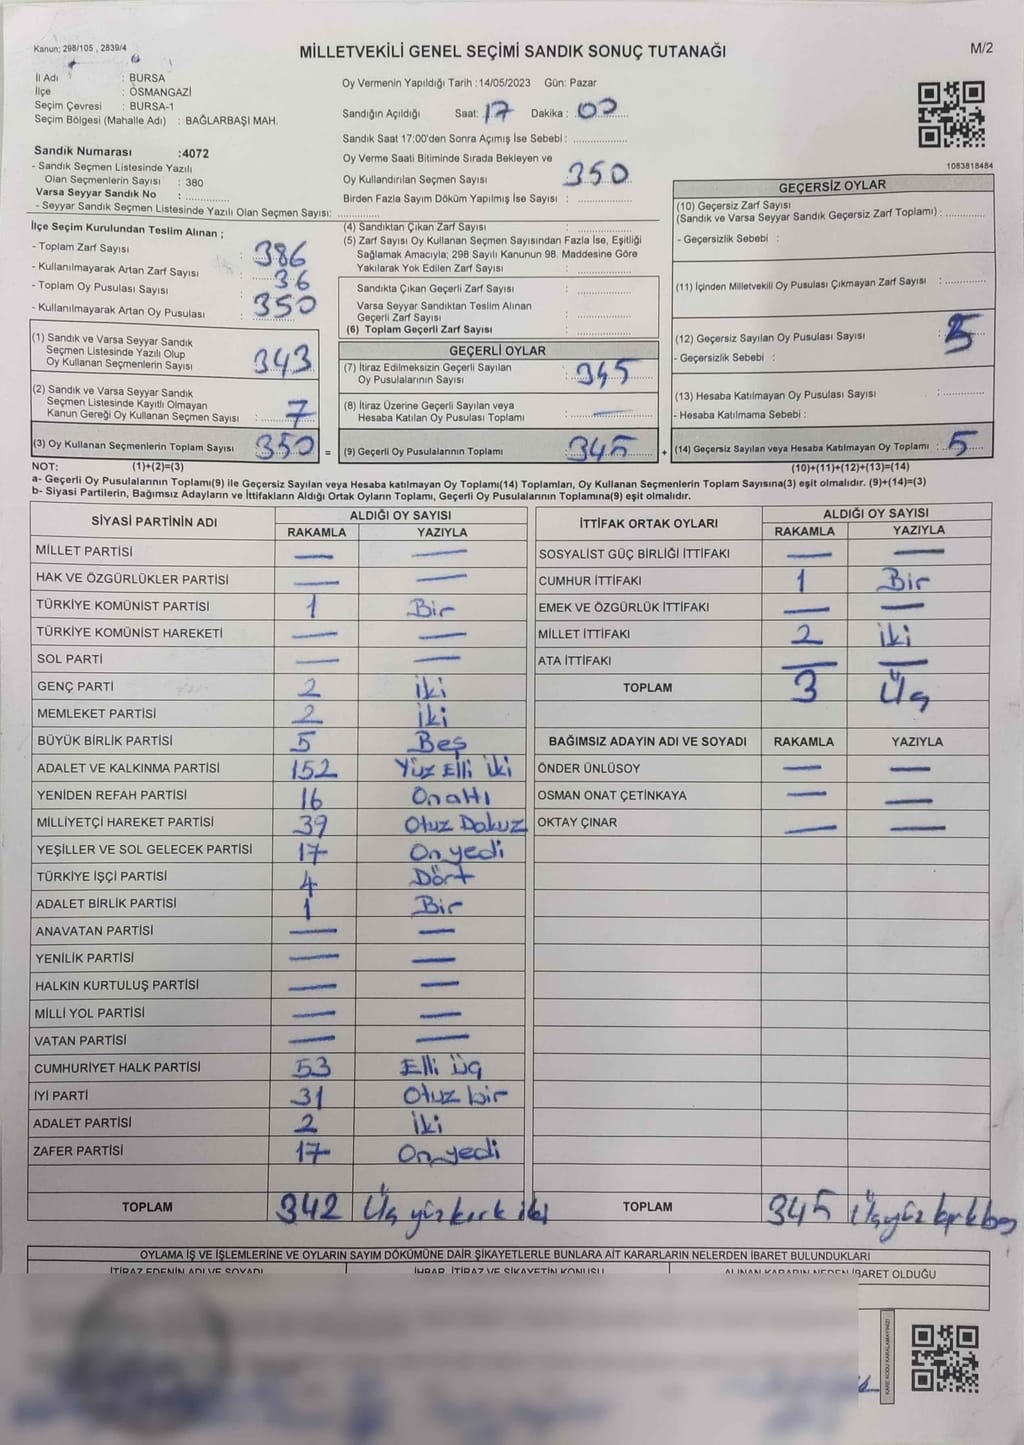 Kanun; 298/105 , 2839/4
MİLLETVEKİLİ GENEL SEÇİMİ SANDIK SONUÇ TUTANAĞI
M/2
İl Adı : BURSA
İlçe : OSMANGAZİ
Seçim Çevresi : BURSA-1
Seçim Bölgesi (Mahalle Adı) : BAĞLARBAŞI MAH.
Oy Vermenin Yapıldığı Tarih :14/05/2023 Gün: Pazar
Sandığın Açıldığı Saat: 17 Dakika : 00
Sandık Saat 17:00'den Sonra Açımış İse Sebebi :
Oy Verme Saati Bitiminde Sırada Bekleyen ve
Oy Kullandırılan Seçmen Sayısı : 350
Birden Fazla Sayım Döküm Yapılmış İse Sayısı :
1083818484
Sandık Numarası :4072
- Sandık Seçmen Listesinde Yazılı
Olan Seçmenlerin Sayısı : 380
Varsa Seyyar Sandık No :
- Seyyar Sandık Seçmen Listesinde Yazılı Olan Seçmen Sayısı:
İlçe Seçim Kurulundan Teslim Alınan ;
- Toplam Zarf Sayısı : 386
- Kullanılmayarak Artan Zarf Sayısı : 36
- Toplam Oy Pusulası Sayısı : 350
- Kullanılmayarak Artan Oy Pusulası :
(1) Sandık ve Varsa Seyyar Sandık
Seçmen Listesinde Yazılı Olup
Oy Kullanan Seçmenlerin Sayısı 343
(2) Sandık ve Varsa Seyyar Sandık
Seçmen Listesinde Kayıtlı Olmayan
Kanun Gereği Oy Kullanan Seçmen Sayısı : 7
(3) Oy Kullanan Seçmenlerin Toplam Sayısı 350 =
(4) Sandıktan Çıkan Zarf Sayısı :
(5) Zarf Sayısı Oy Kullanan Seçmen Sayısından Fazla İse, Eşitliği
Sağlamak Amacıyla; 298 Sayılı Kanunun 98. Maddesine Göre
Yakılarak Yok Edilen Zarf Sayısı :
Sandıkta Çıkan Geçerli Zarf Sayısı :
Varsa Seyyar Sandıktan Teslim Alınan
Geçerli Zarf Sayısı :
(6) Toplam Geçerli Zarf Sayısı :
GEÇERLİ OYLAR
(7) İtiraz Edilmeksizin Geçerli Sayılan
Oy Pusulalarının Sayısı : 345
(8) İtiraz Üzerine Geçerli Sayılan veya
Hesaba Katılan Oy Pusulası Toplamı : —
(9) Geçerli Oy Pusulalarının Toplamı 345 +
GEÇERSİZ OYLAR
(10) Geçersiz Zarf Sayısı
(Sandık ve Varsa Seyyar Sandık Geçersiz Zarf Toplamı) :
- Geçersizlik Sebebi :
(11) İçinden Milletvekili Oy Pusulası Çıkmayan Zarf Sayısı :
(12) Geçersiz Sayılan Oy Pusulası Sayısı : 5
- Geçersizlik Sebebi :
(13) Hesaba Katılmayan Oy Pusulası Sayısı :
- Hesaba Katılmama Sebebi :
(14) Geçersiz Sayılan veya Hesaba Katılmayan Oy Toplamı : 5
NOT: (1)+(2)=(3) (10)+(11)+(12)+(13)=(14)
a- Geçerli Oy Pusulalarının Toplamı(9) ile Geçersiz Sayılan veya Hesaba katılmayan Oy Toplamı(14) Toplamları, Oy Kullanan Seçmenlerin Toplam Sayısına(3) eşit olmalıdır. (9)+(14)=(3)
b- Siyasi Partilerin, Bağımsız Adayların ve İttifakların Aldığı Ortak Oyların Toplamı, Geçerli Oy Pusulalarının Toplamına(9) eşit olmalıdır.
SİYASİ PARTİNİN ADI ALDIĞI OY SAYISI
RAKAMLA YAZIYLA
MİLLET PARTİSİ — —
HAK VE ÖZGÜRLÜKLER PARTİSİ — —
TÜRKİYE KOMÜNİST PARTİSİ 1 Bir
TÜRKİYE KOMÜNİST HAREKETİ — —
SOL PARTİ — —
GENÇ PARTİ 2 iki
MEMLEKET PARTİSİ 2 iki
BÜYÜK BİRLİK PARTİSİ 5 Beş
ADALET VE KALKINMA PARTİSİ 152 Yüz Elli iki
YENİDEN REFAH PARTİSİ 16 Onaltı
MİLLİYETÇİ HAREKET PARTİSİ 39 Otuz Dokuz
YEŞİLLER VE SOL GELECEK PARTİSİ 17 On yedi
TÜRKİYE İŞÇİ PARTİSİ 4 Dört
ADALET BİRLİK PARTİSİ 1 Bir
ANAVATAN PARTİSİ — —
YENİLİK PARTİSİ — —
HALKIN KURTULUŞ PARTİSİ — —
MİLLİ YOL PARTİSİ — —
VATAN PARTİSİ — —
CUMHURİYET HALK PARTİSİ 53 Elli üç
İYİ PARTİ 31 Otuz bir
ADALET PARTİSİ 2 iki
ZAFER PARTİSİ 17 On yedi
TOPLAM 342 Üç yüz kırk iki
İTTİFAK ORTAK OYLARI ALDIĞI OY SAYISI
RAKAMLA YAZIYLA
SOSYALİST GÜÇ BİRLİĞİ İTTİFAKI — —
CUMHUR İTTİFAKI 1 Bir
EMEK VE ÖZGÜRLÜK İTTİFAKI — —
MİLLET İTTİFAKI 2 iki
ATA İTTİFAKI — —
TOPLAM 3 Üç
BAĞIMSIZ ADAYIN ADI VE SOYADI RAKAMLA YAZIYLA
ÖNDER ÜNLÜSOY — —
OSMAN ONAT ÇETİNKAYA — —
OKTAY ÇINAR — —
TOPLAM 345 Üçyüz kırk beş
OYLAMA İŞ VE İŞLEMLERİNE VE OYLARIN SAYIM DÖKÜMÜNE DAİR ŞİKAYETLERLE BUNLARA AİT KARARLARIN NELERDEN İBARET BULUNDUKLARI
İTİRAZ EDENİN ADI VE SOYADI İHBAR, İTİRAZ VE ŞİKAYETİN KONUSU ALINAN KARARIN NEDEN İBARET OLDUĞU
KARE KODU KARALAMAYINIZ!